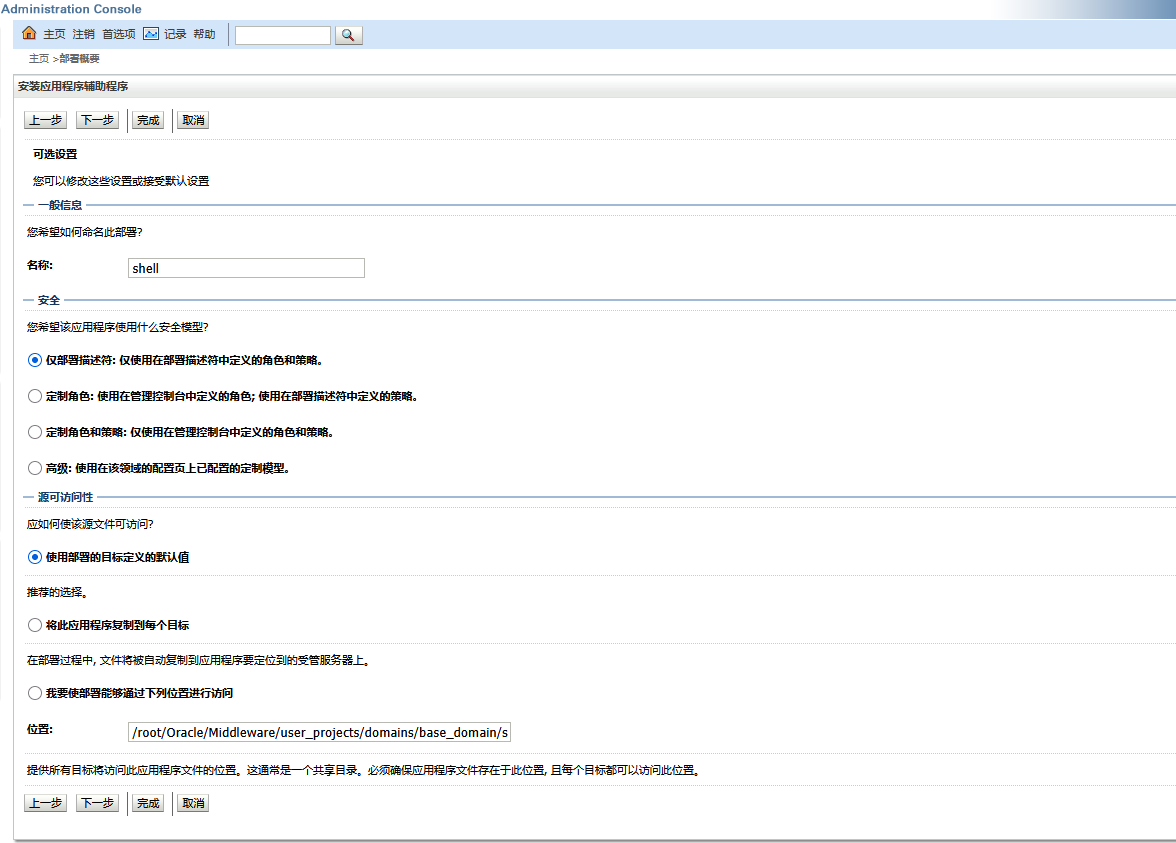 Administration Console
主页 注销 首选项 记录 帮助
主页 >部署概要
安装应用程序辅助程序
上一步 下一步 完成 取消
可选设置
您可以修改这些设置或接受默认设置
一般信息
您希望如何命名此部署?
名称: shell
安全
您希望该应用程序使用什么安全模型?
仅部署描述符: 仅使用在部署描述符中定义的角色和策略。
定制角色: 使用在管理控制台中定义的角色; 使用在部署描述符中定义的策略。
定制角色和策略: 仅使用在管理控制台中定义的角色和策略。
高级: 使用在该领域的配置页上已配置的定制模型。
源可访问性
应如何使该源文件可访问?
使用部署的目标定义的默认值
推荐的选择。
将此应用程序复制到每个目标
在部署过程中, 文件将被自动复制到应用程序要定位到的受管服务器上。
我要使部署能够通过下列位置进行访问
位置: /root/Oracle/Middleware/user_projects/domains/base_domain/s
提供所有目标将访问此应用程序文件的位置。这通常是一个共享目录。必须确保应用程序文件存在于此位置, 且每个目标都可以访问此位置。
上一步 下一步 完成 取消